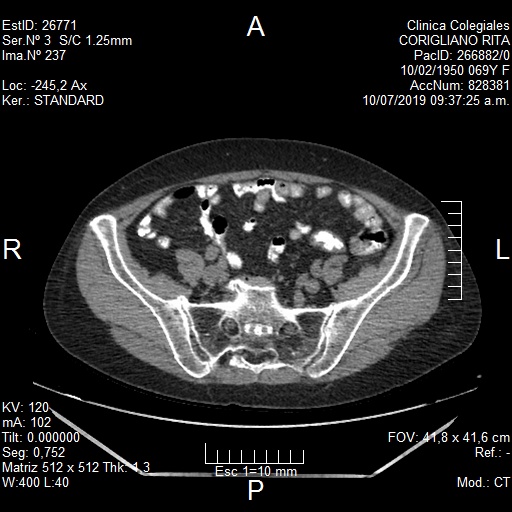 EstID: 26771
Ser.Nº 3 S/C 1.25mm
Ima.Nº 237
Loc: -245,2 Ax
Ker.: STANDARD
A
Clinica Colegiales
CORIGLIANO RITA
PacID: 266882/0
10/02/1950 069Y F
AccNum: 828381
10/07/2019 09:37:25 a.m.
R
L
KV: 120
mA: 102
Tilt: 0.000000
Seg: 0,752
Matriz 512 x 512 Thk: 1.3
W:400 L:40
Esc 1=10 mm
P
FOV: 41,8 x 41,6 cm
Ref.: -
Mod.: CT